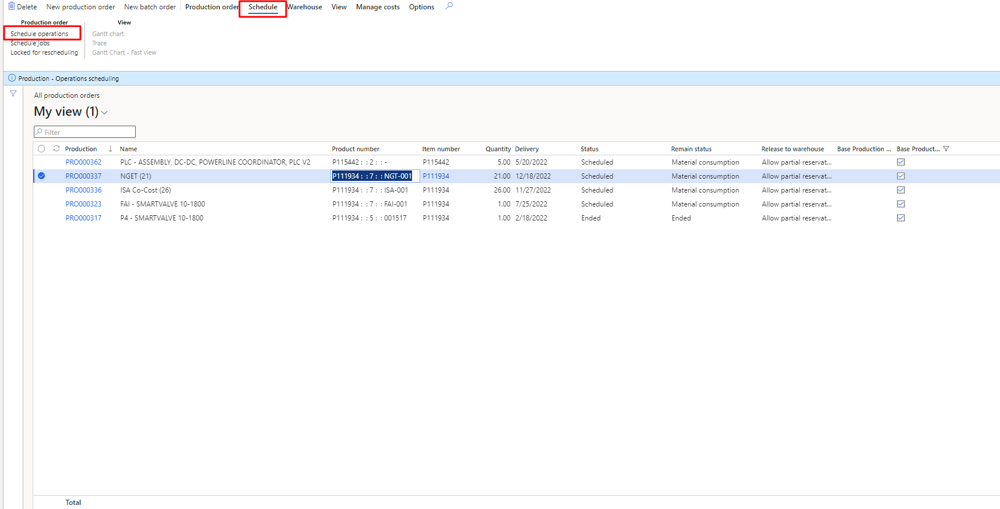 Delete New production order New batch order Production order Schedule Warehouse View Manage costs Options
Production order View
Schedule operations Gantt chart
Schedule jobs Trace
Locked for rescheduling Gantt Chart - Fast view
Production - Operations scheduling
All production orders
My view (1)
Filter
Production Name Product number Item number Quantity Delivery Status Remain status Release to warehouse Base Production ... Base Product...
PRO000362 PLC - ASSEMBLY, DC-DC, POWERLINE COORDINATOR, PLC V2 P115442 : : 2 : : - P115442 5.00 5/20/2022 Scheduled Material consumption Allow partial reservat...
PRO000337 NGET (21) P111934 : : 7 : : NGT-001 P111934 21.00 12/18/2022 Scheduled Material consumption Allow partial reservat...
PRO000336 ISA Co-Cost (26) P111934 : : 7 : : ISA-001 P111934 26.00 11/27/2022 Scheduled Material consumption Allow partial reservat...
PRO000323 FAI - SMARTVALVE 10-1800 P111934 : : 7 : : FAI-001 P111934 1.00 7/25/2022 Scheduled Material consumption Allow partial reservat...
PRO000317 P4 - SMARTVALVE 10-1800 P111934 : : 5 : : 001517 P111934 1.00 2/18/2022 Ended Ended Allow partial reservat...
Total